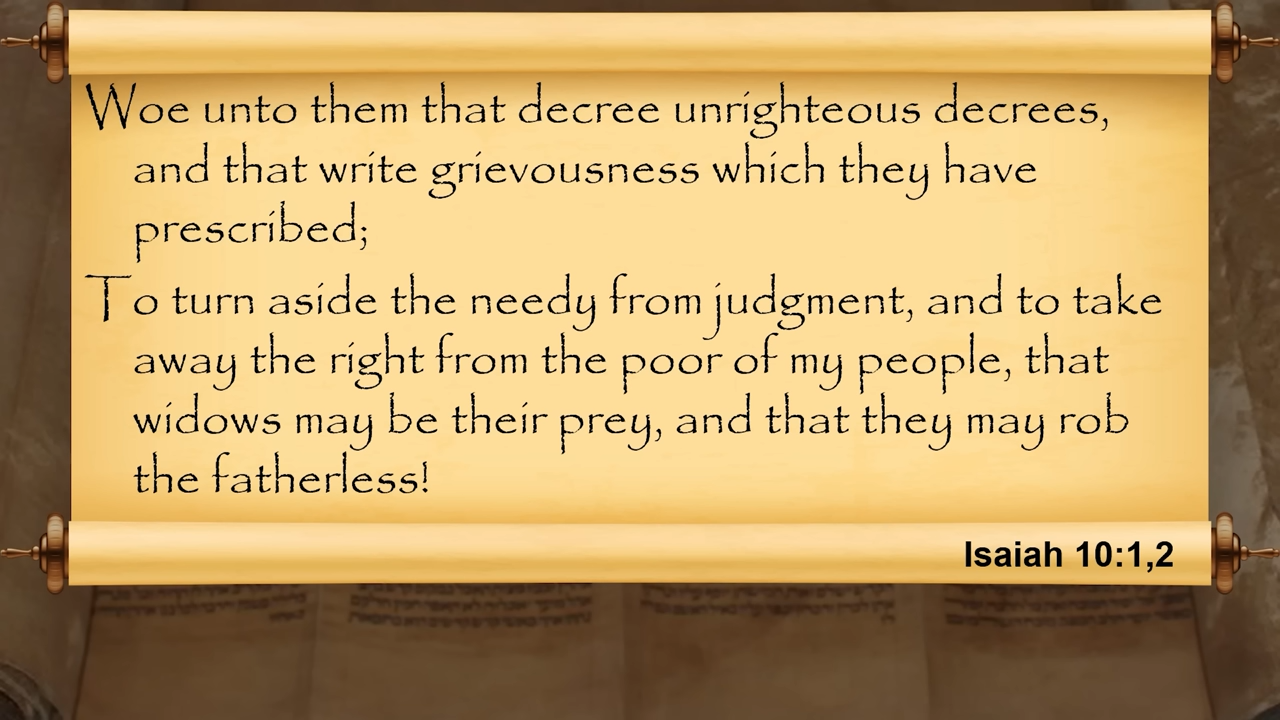 Woe unto them that decree unrighteous decrees,
and that write grievousness which they have
prescribed;
To turn aside the needy from judgment, and to take
away the right from the poor of my people, that
widows may be their prey, and that they may rob
the fatherless!
Isaiah 10:1,2